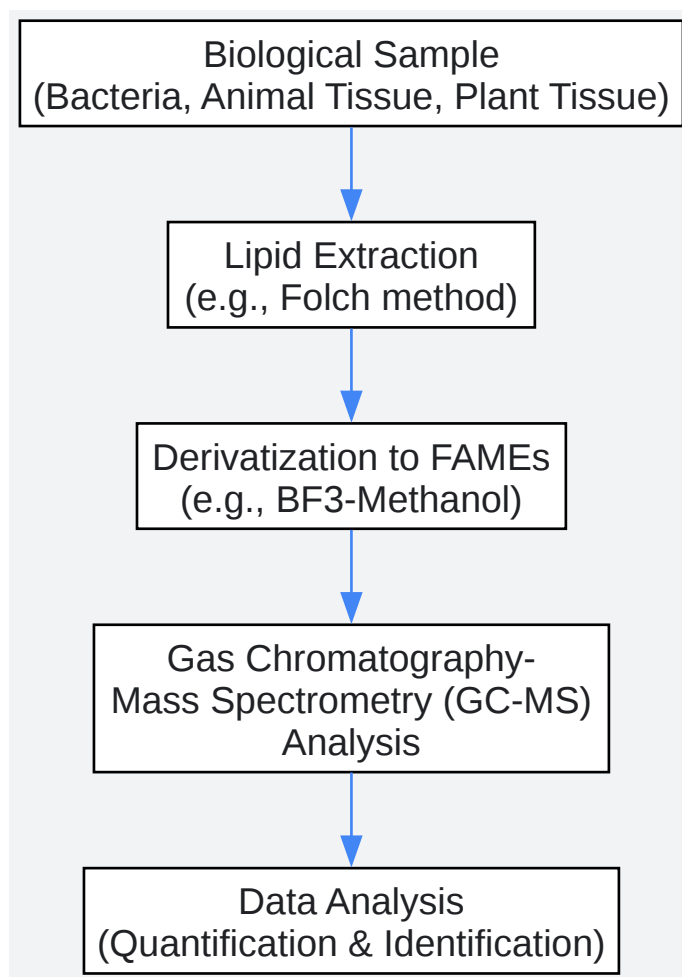 Biological Sample
(Bacteria, Animal Tissue, Plant Tissue)
Lipid Extraction
(e.g., Folch method)
Derivatization to FAMEs
(e.g., BF3-Methanol)
Gas Chromatography-
Mass Spectrometry (GC-MS)
Analysis
Data Analysis
(Quantification & Identification)